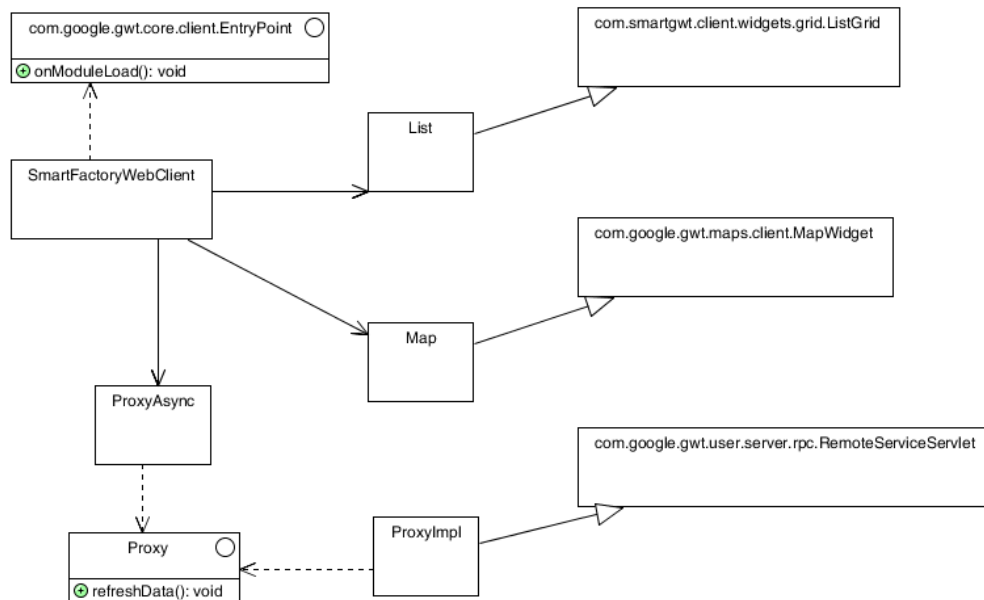 com.google.gwt.core.client.EntryPoint
onModuleLoad(): void
com.smartgwt.client.widgets.grid.ListGrid
List
SmartFactoryWebClient
com.google.gwt.maps.client.MapWidget
Map
ProxyAsync
com.google.gwt.user.server.rpc.RemoteServiceServlet
ProxyImpl
Proxy
refreshData(): void